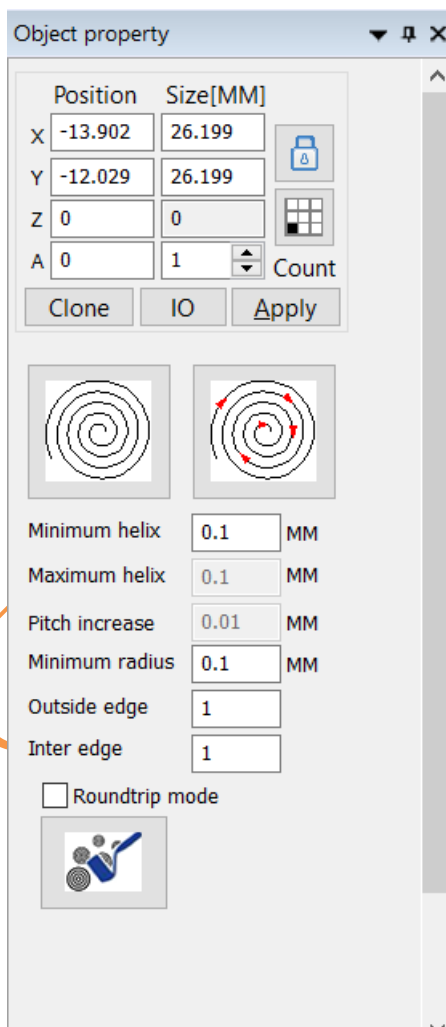 Object property
Position Size[MM]
X -13.902 26.199
Y -12.029 26.199
Z 0 0
A 0 1 Count
Clone IO Apply
Minimum helix 0.1 MM
Maximum helix 0.1 MM
Pitch increase 0.01 MM
Minimum radius 0.1 MM
Outside edge 1
Inter edge 1
Roundtrip mode